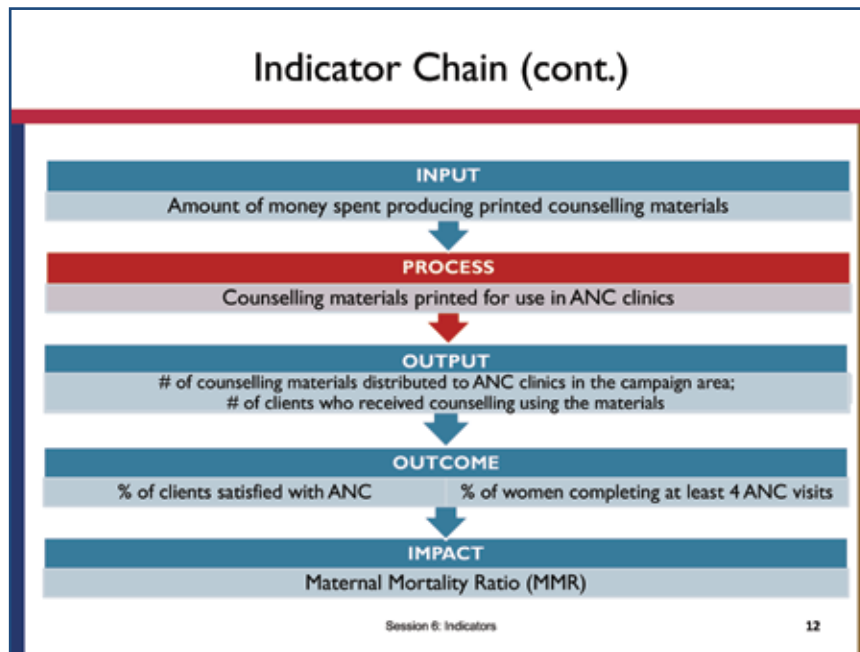 Indicator Chain (cont.)
INPUT
Amount of money spent producing printed counselling materials
PROCESS
Counselling materials printed for use in ANC clinics
OUTPUT
# of counselling materials distributed to ANC clinics in the campaign area;
# of clients who received counselling using the materials
OUTCOME
% of clients satisfied with ANC
% of women completing at least 4 ANC visits
IMPACT
Maternal Mortality Ratio (MMR)
Session 6: Indicators
12